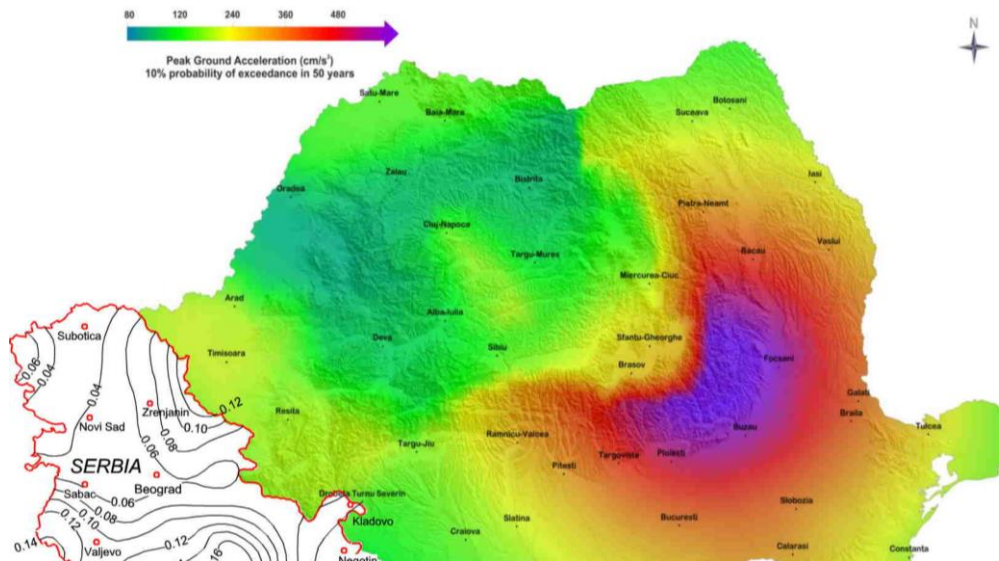 80 120 240 360 480
Peak Ground Acceleration (cm/s²)
10% probability of exceedance in 50 years
N
Satu-Mare
Baia-Mare
Botosani
Suceava
Zalau
Bistrita
Iasi
Oradea
Piatra-Neamt
Cluj-Napoca
Targu-Mures
Bacau
Vaslui
Miercurea-Ciuc
Arad
Alba-Iulia
Subotica
Deva
Sibiu
Sfantu-Gheorghe
Timisoara
Brasov
Focsani
0.06
0.04
0.04
Galati
Zrenjanin
0.12
0.10
Resita
Braila
Novi Sad
0.08
Buzau
Tulcea
Ramnicu-Valcea
0.06
Targu-Jiu
Targoviste
Ploiesti
SERBIA
Pitesti
Beograd
Sabac
0.06
Drobeta Turnu Severin
Slobozia
0.08
0.10
0.12
Kladovo
Slatina
Bucuresti
Craiova
0.14
Valjevo
0.12
16
Calarasi
Constanta
Negotin